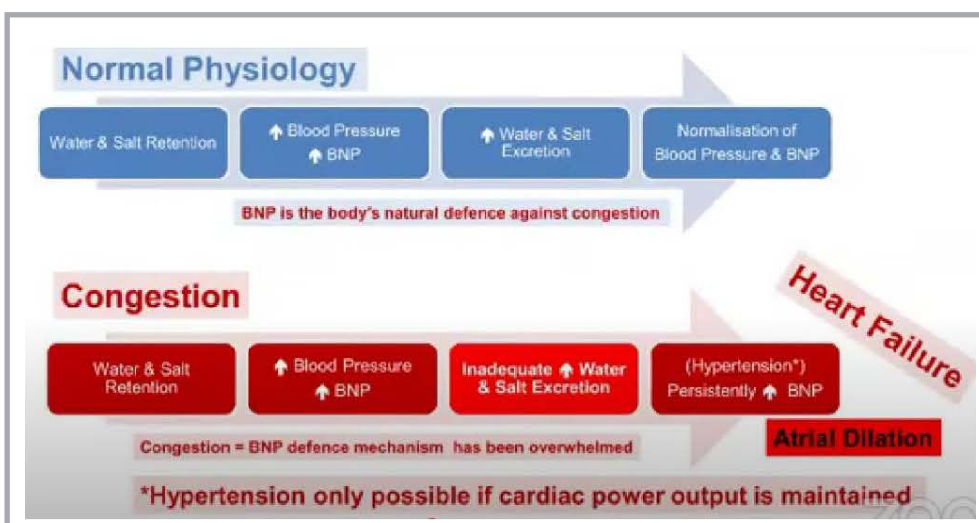 Normal Physiology
Water & Salt Retention
↑ Blood Pressure
↑ BNP
↑ Water & Salt
Excretion
Normalisation of
Blood Pressure & BNP
BNP is the body's natural defence against congestion
Congestion
Heart Failure
Water & Salt
Retention
↑ Blood Pressure
↑ BNP
Inadequate ↑ Water
& Salt Excretion
(Hypertension*)
Persistently ↑ BNP
Atrial Dilation
Congestion = BNP defence mechanism has been overwhelmed
*Hypertension only possible if cardiac power output is maintained